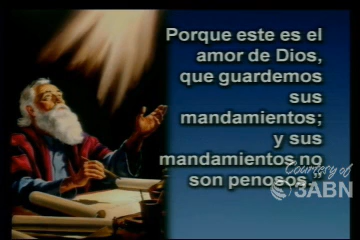 Porque este es el
amor de Dios,
que guardemos
sus
mandamientos;
y sus
mandamientos no
son penosos.”
Courtesy of
3ABN